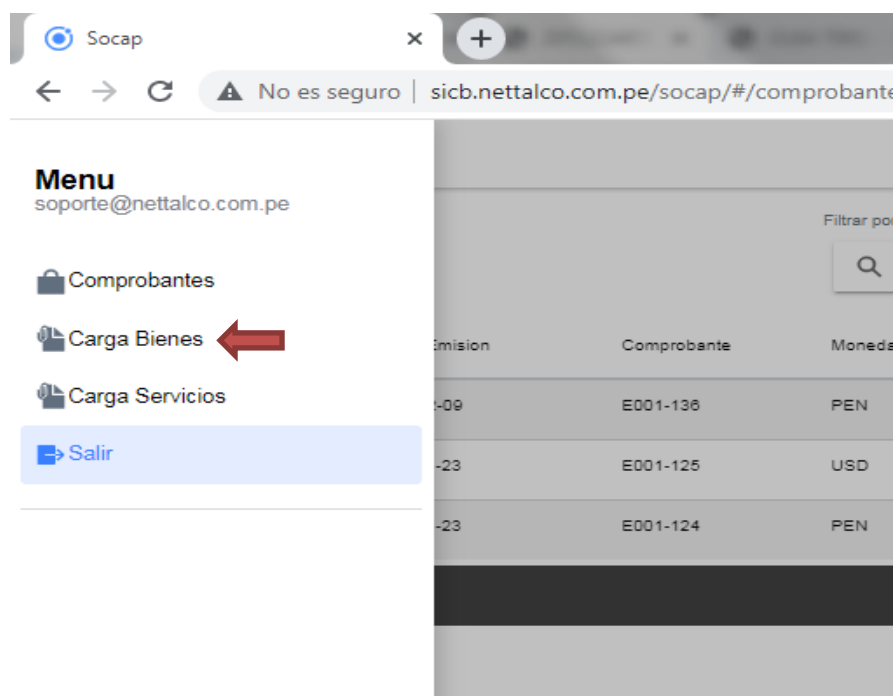 Socap
No es seguro | sicb.nettalco.com.pe/socap/#/comprobante
Menu
soporte@nettalco.com.pe
Filtrar por
Comprobantes
Carga Bienes
Emision Comprobante Moneda
Carga Servicios
-09 E001-136 PEN
Salir
-23 E001-125 USD
-23 E001-124 PEN